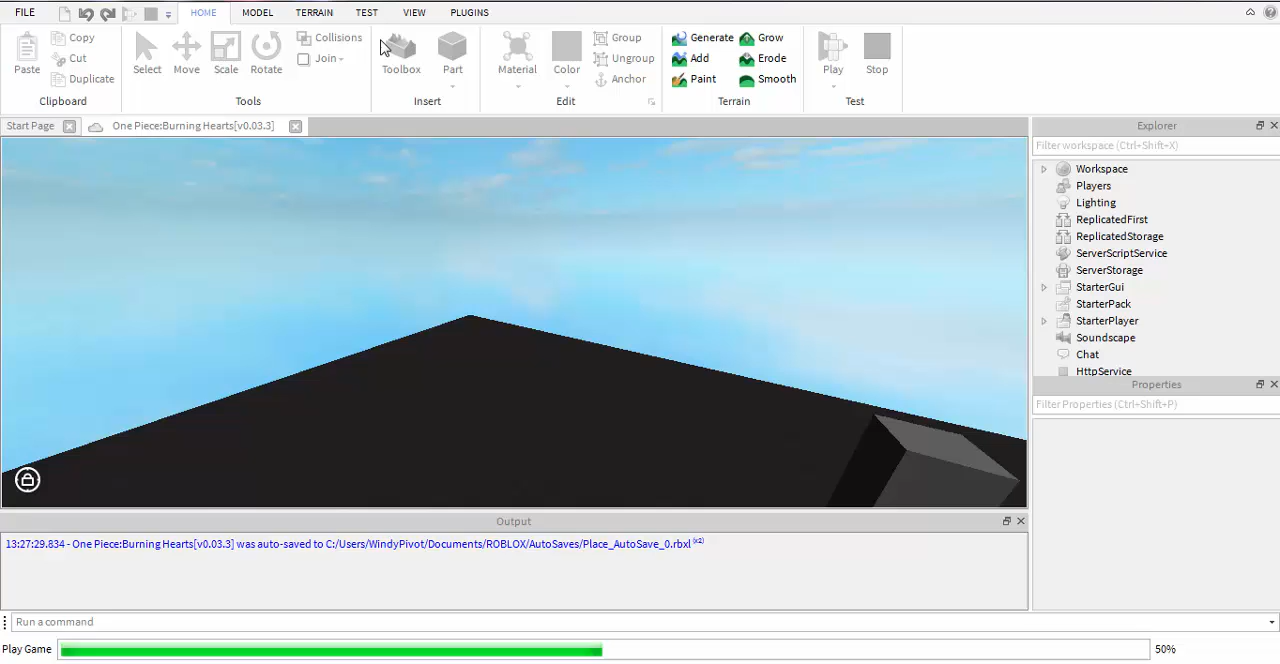 FILE HOME MODEL TERRAIN TEST VIEW PLUGINS
Paste Copy Cut Duplicate
Clipboard
Select Move Scale Rotate Collisions Join
Tools
Toolbox Part
Insert
Material Color Group Ungroup Anchor
Edit
Generate Grow
Add Erode
Paint Smooth
Terrain
Play Stop
Test
Start Page One Piece:Burning Hearts[v0.03.3]
Explorer
Filter workspace (Ctrl+Shift+X)
Workspace
Players
Lighting
ReplicatedFirst
ReplicatedStorage
ServerScriptService
ServerStorage
StarterGui
StarterPack
StarterPlayer
Soundscape
Chat
HttpService
Properties
Filter Properties (Ctrl+Shift+P)
Output
13:27:29.834 - One Piece:Burning Hearts[v0.03.3] was auto-saved to C:/Users/WindyPivot/Documents/ROBLOX/AutoSaves/Place_AutoSave_0.rbxl (x2)
Run a command
Play Game 50%